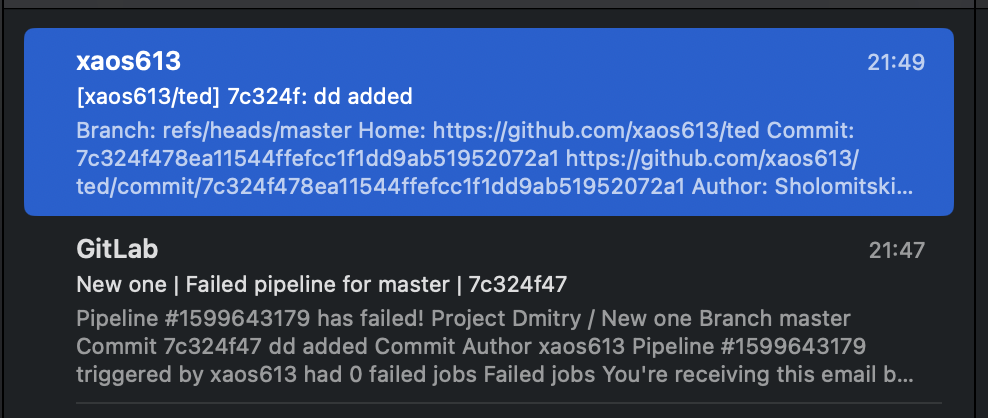 xaos613
21:49
[xaos613/ted] 7c324f: dd added
Branch: refs/heads/master Home: https://github.com/xaos613/ted Commit:
7c324f478ea11544ffefcc1f1dd9ab51952072a1 https://github.com/xaos613/
ted/commit/7c324f478ea11544ffefcc1f1dd9ab51952072a1 Author: Sholomitski...
GitLab
21:47
New one | Failed pipeline for master | 7c324f47
Pipeline #1599643179 has failed! Project Dmitry / New one Branch master
Commit 7c324f47 dd added Commit Author xaos613 Pipeline #1599643179
triggered by xaos613 had 0 failed jobs Failed jobs You're receiving this email b...